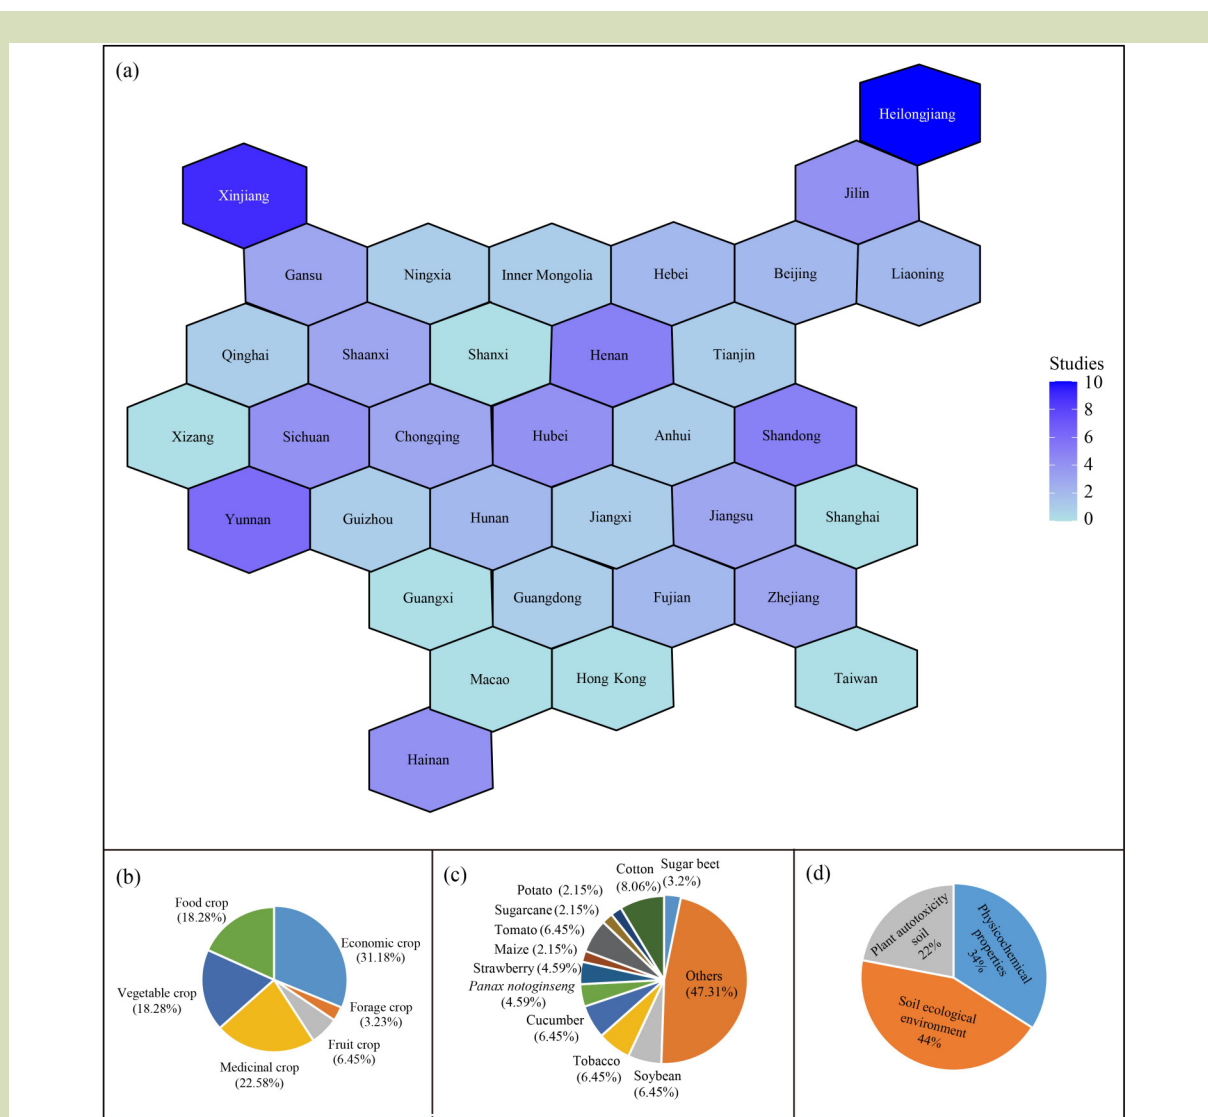 (a)
Heilongjiang
Xinjiang
Jilin
Gansu
Ningxia
Inner Mongolia
Hebei
Beijing
Liaoning
Qinghai
Shaanxi
Shanxi
Henan
Tianjin
Xizang
Sichuan
Chongqing
Hubei
Anhui
Shandong
Yunnan
Guizhou
Hunan
Jiangxi
Jiangsu
Shanghai
Guangxi
Guangdong
Fujian
Zhejiang
Macao
Hong Kong
Taiwan
Hainan
Studies
10
8
6
4
2
0
(b)
Food crop
(18.28%)
Economic crop
(31.18%)
Vegetable crop
(18.28%)
Forage crop
(3.23%)
Fruit crop
(6.45%)
Medicinal crop
(22.58%)
(c)
Cotton
(8.06%)
Sugar beet
(3.2%)
Potato (2.15%)
Sugarcane (2.15%)
Tomato (6.45%)
Maize (2.15%)
Strawberry (4.59%)
Panax notoginseng
(4.59%)
Cucumber
(6.45%)
Tobacco
(6.45%)
Soybean
(6.45%)
Others
(47.31%)
(d)
Plant autotoxicity
soil
22%
Physicochemical
properties
34%
Soil ecological
environment
44%